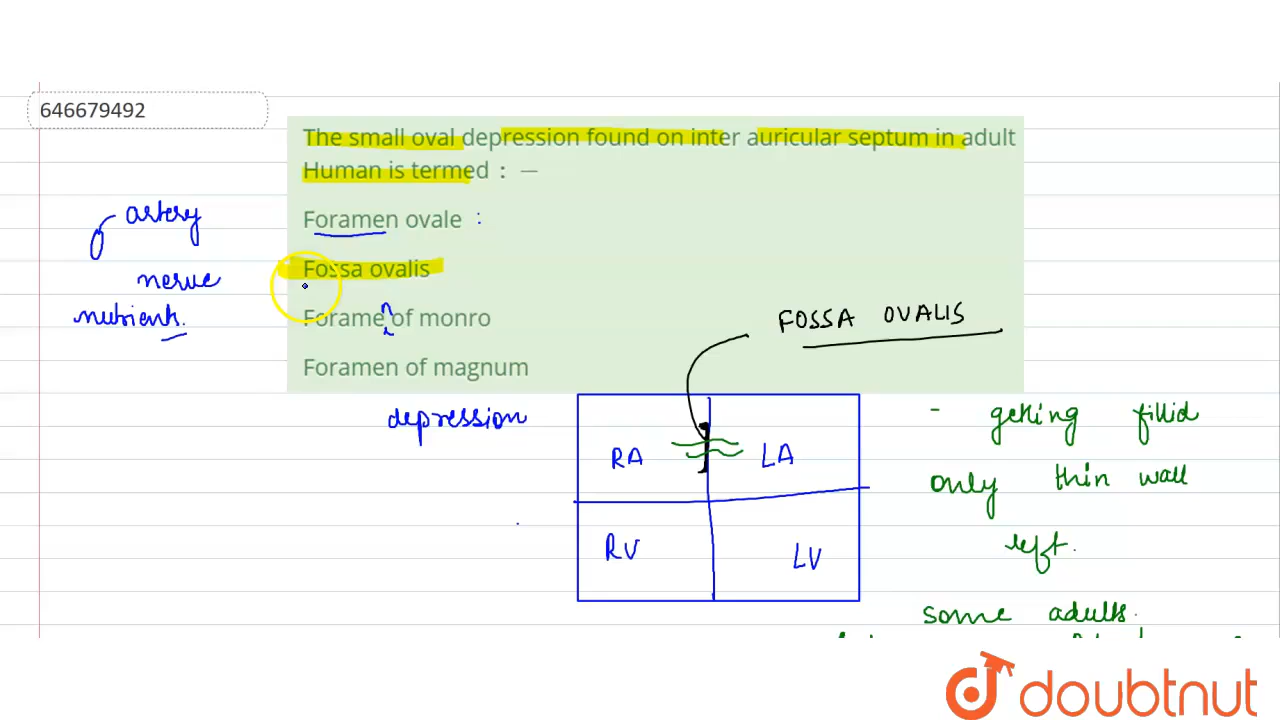 646679492
The small oval depression found on inter auricular septum in adult
Human is termed : —
Foramen ovale :
Fossa ovalis
Forame of monro
n
Foramen of magnum
artery
nerve
nutrients.
FOSSA OVALIS
depression
RA
LA
RV
LV
- getting fillid
only thin wall
left.
some adults.
doubtnut